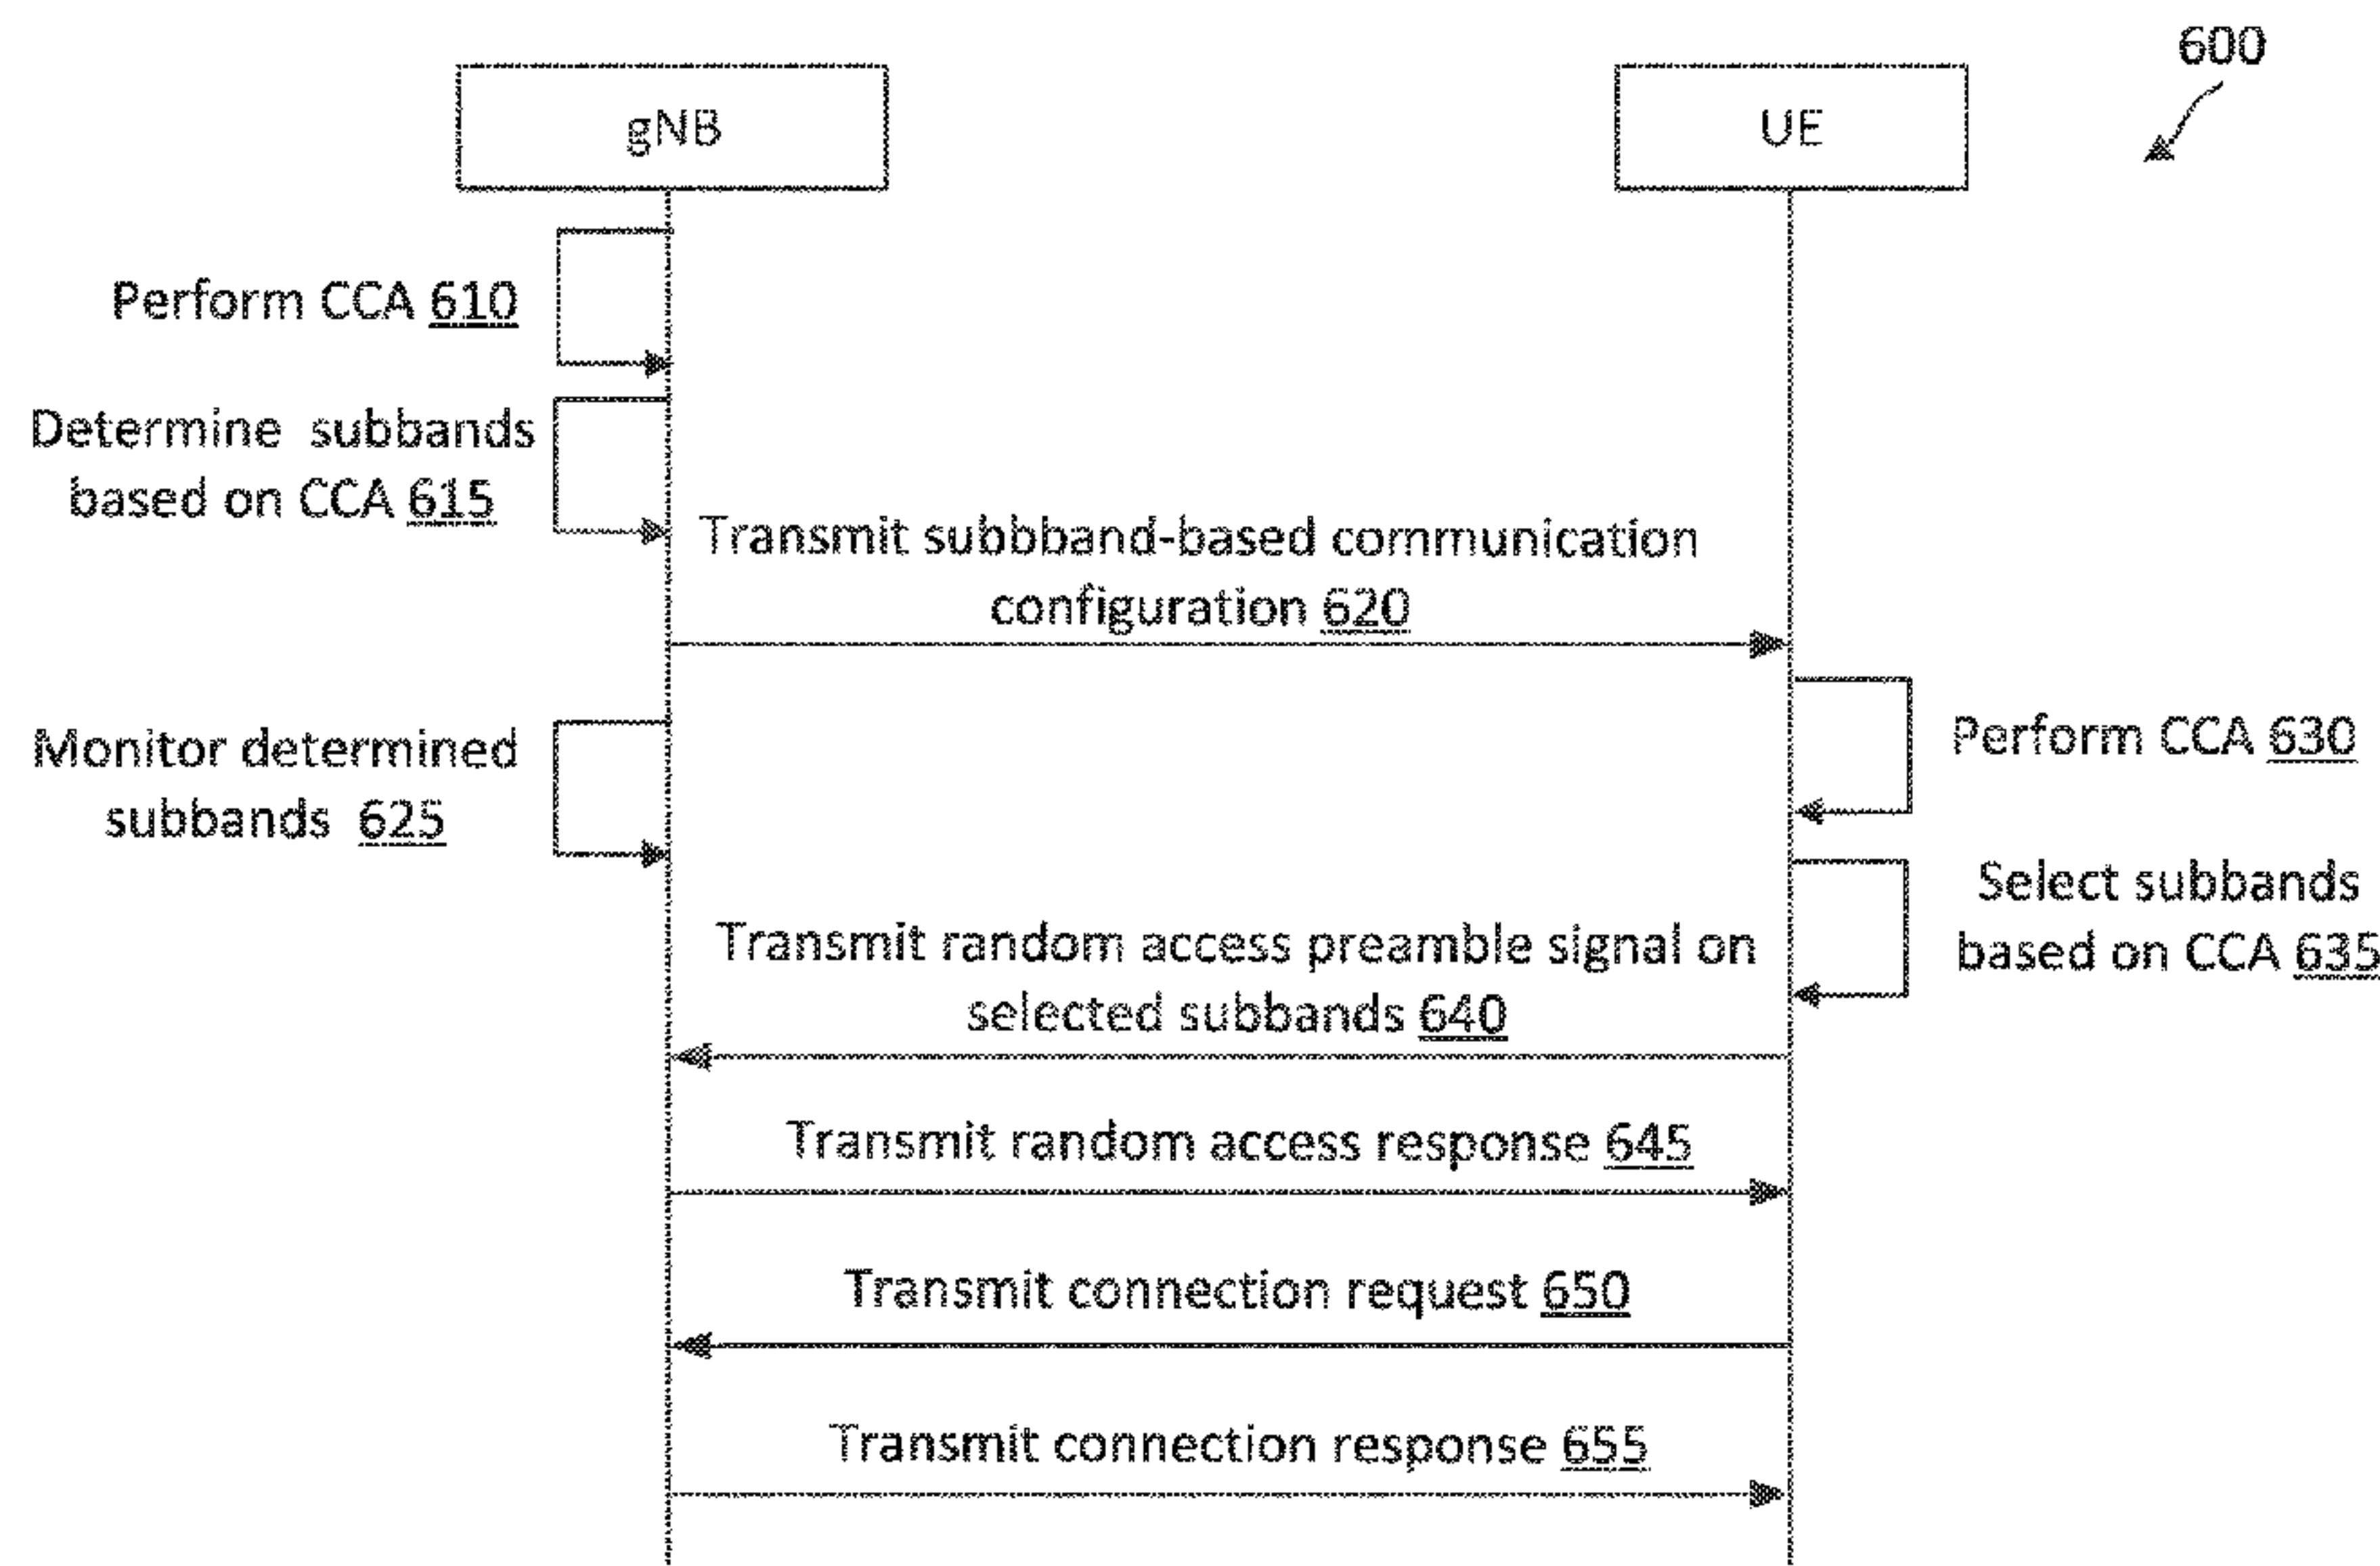 600
gNB
UE
Perform CCA 610
Determine subbands
based on CCA 615
Transmit subbband-based communication
configuration 620
Monitor determined
subbands 625
Perform CCA 630
Select subbands
based on CCA 635
Transmit random access preamble signal on
selected subbands 640
Transmit random access response 645
Transmit connection request 650
Transmit connection response 655